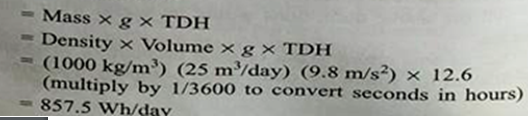 = Mass × g × TDH
= Density × Volume × g × TDH
= (1000 kg/m³) (25 m³/day) (9.8 m/s²) × 12.6
(multiply by 1/3600 to convert seconds in hours)
= 857.5 Wh/day